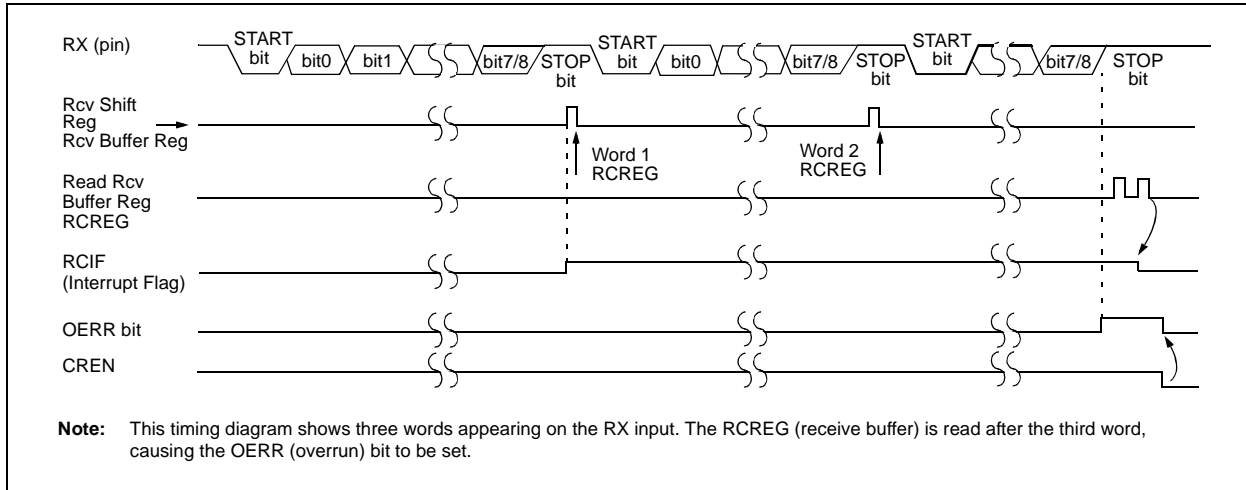 RX (pin)
START
bit
bit0
bit1
bit7/8
STOP
bit
START
bit
bit0
bit7/8
STOP
bit
START
bit
bit7/8
STOP
bit
Rcv Shift
Reg
Rcv Buffer Reg
Word 1
RCREG
Word 2
RCREG
Read Rcv
Buffer Reg
RCREG
RCIF
(Interrupt Flag)
OERR bit
CREN
Note: This timing diagram shows three words appearing on the RX input. The RCREG (receive buffer) is read after the third word,
causing the OERR (overrun) bit to be set.